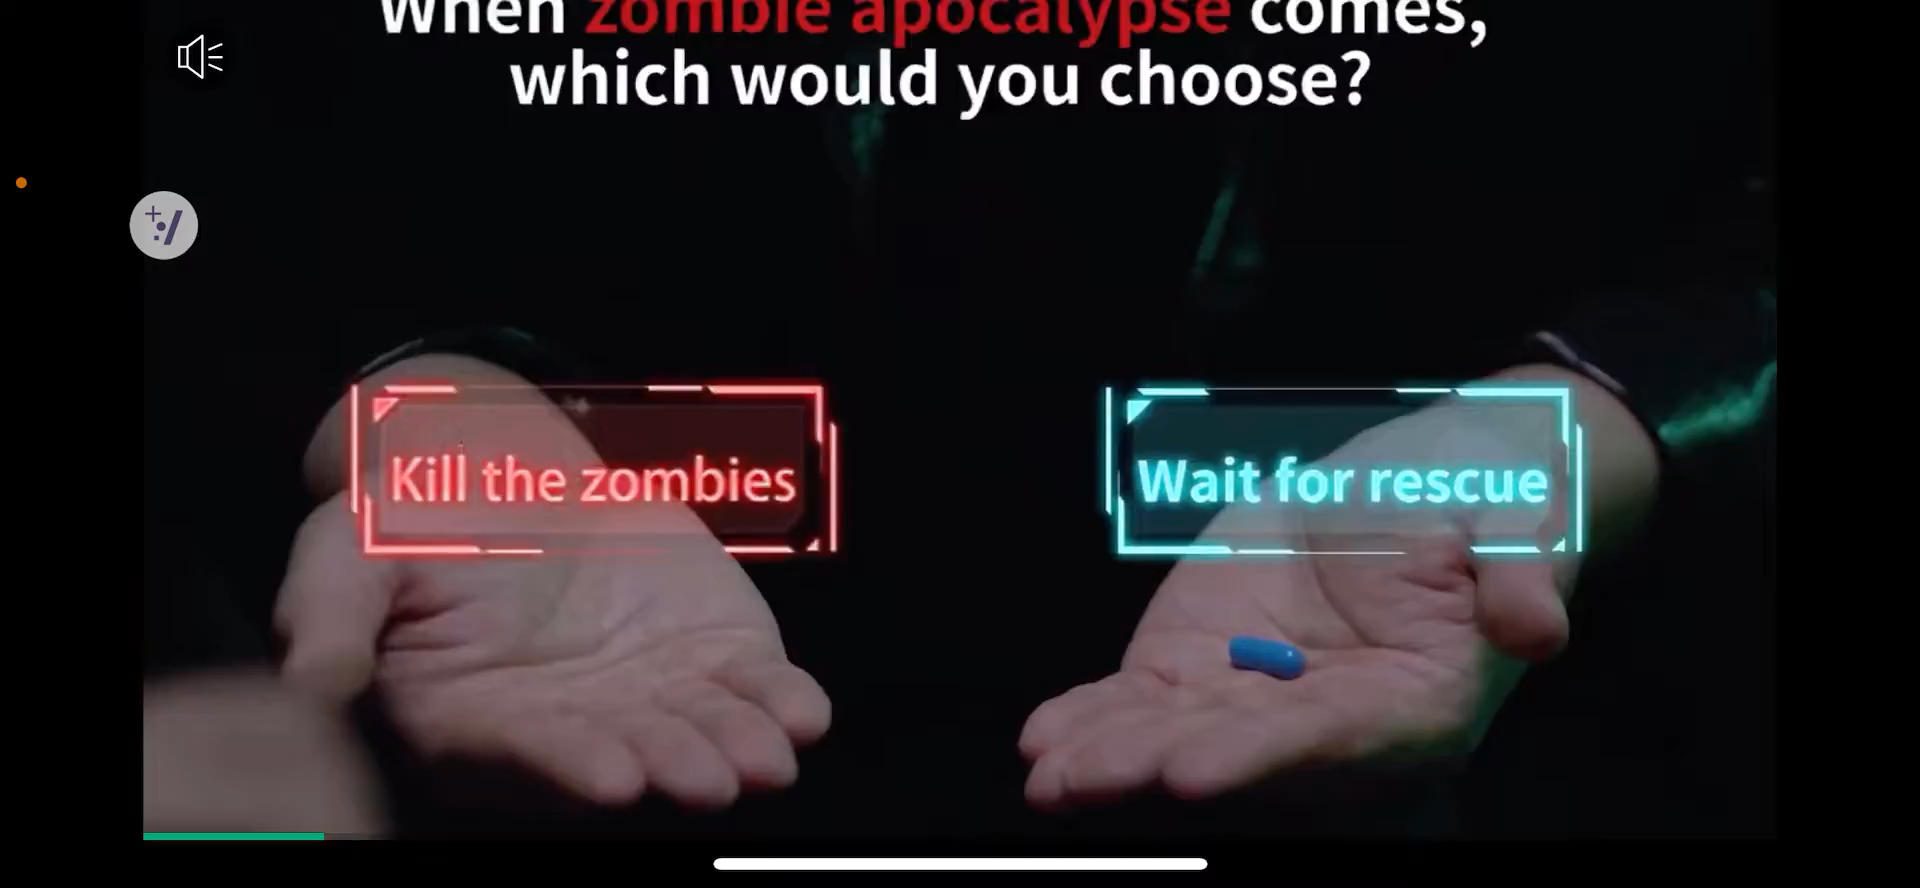 When zombie apocalypse comes,
which would you choose?
Kill the zombies
Wait for rescue